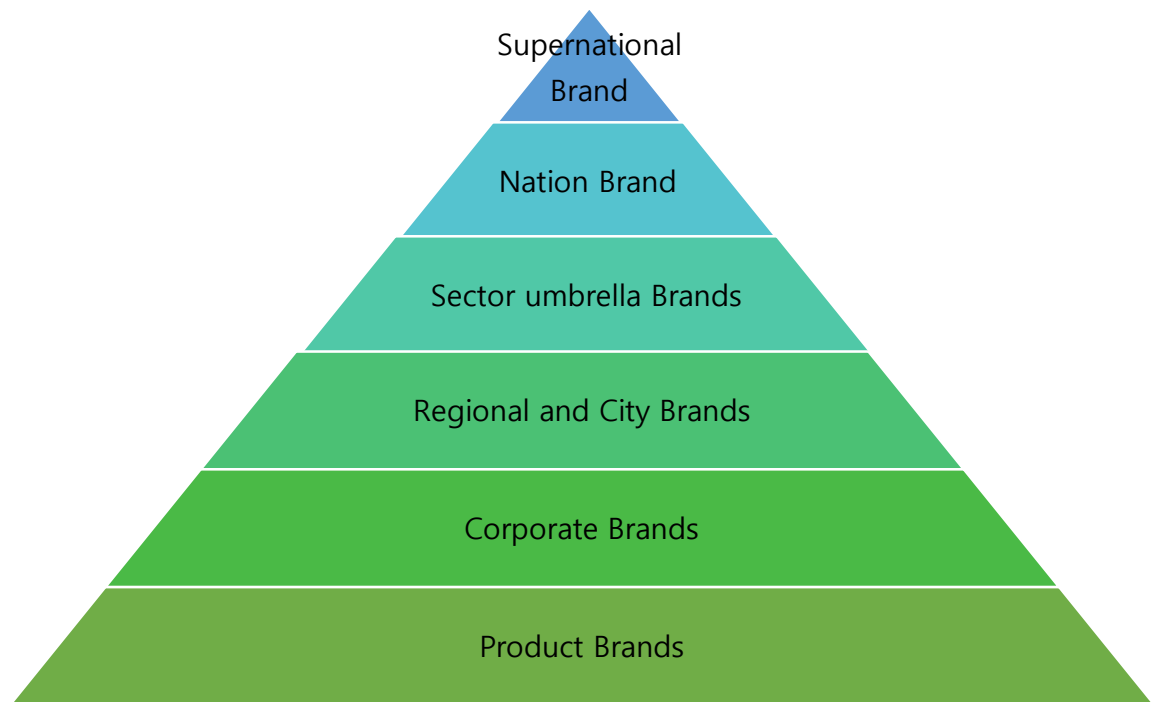 Supernational
Brand
Nation Brand
Sector umbrella Brands
Regional and City Brands
Corporate Brands
Product Brands